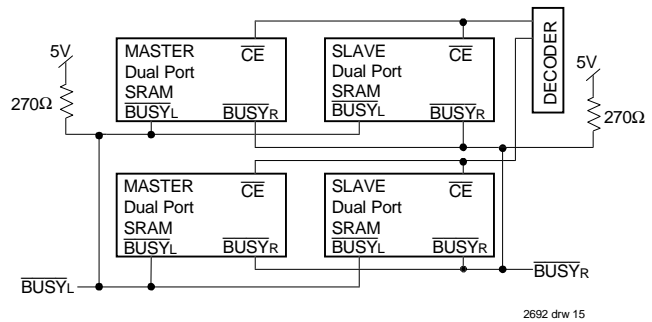 MASTER
Dual Port
SRAM
BUSYL
CE
BUSYR
SLAVE
Dual Port
SRAM
BUSYL
CE
BUSYR
DECODER
5V
270Ω
5V
270Ω
MASTER
Dual Port
SRAM
BUSYL
CE
BUSYR
SLAVE
Dual Port
SRAM
BUSYL
CE
BUSYR
BUSYL
BUSYR
2692 drw 15